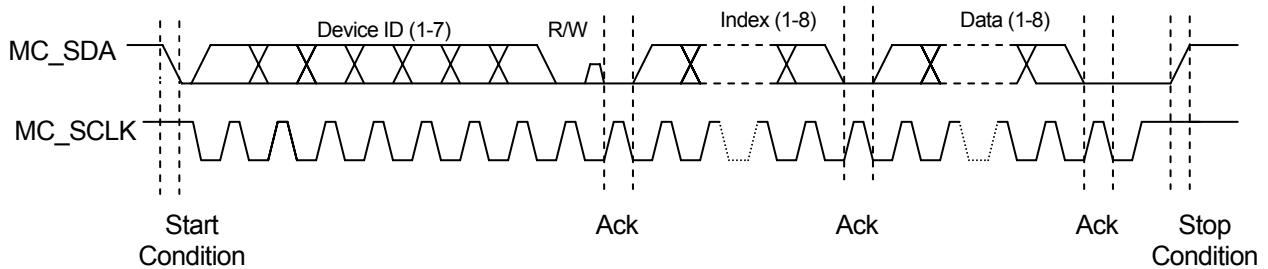 Device ID (1-7)
R/W
Index (1-8)
Data (1-8)
MC_SDA
MC_SCLK
Start
Condition
Ack
Ack
Ack
Stop
Condition